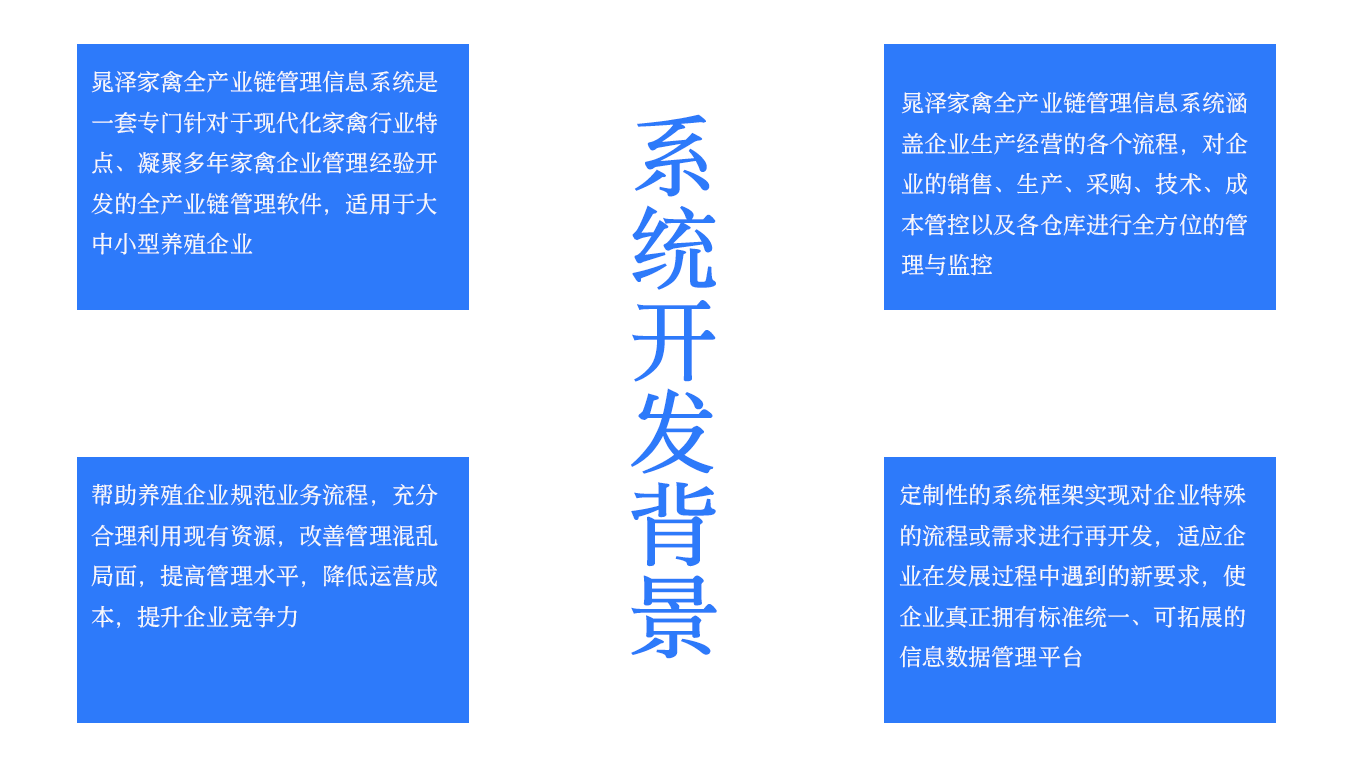 晁泽家禽全产业链管理信息系统是
一套专门针对于现代化家禽行业特
点、凝聚多年家禽企业管理经验开
发的全产业链管理软件，适用于大
中小型养殖企业
系统开发背景
晁泽家禽全产业链管理信息系统涵
盖企业生产经营的各个流程，对企
业的销售、生产、采购、技术、成
本管控以及各仓库进行全方位的管
理与监控
帮助养殖企业规范业务流程，充分
合理利用现有资源，改善管理混乱
局面，提高管理水平，降低运营成
本，提升企业竞争力
定制性的系统框架实现对企业特殊
的流程或需求进行再开发，适应企
业在发展过程中遇到的新要求，使
企业真正拥有标准统一、可拓展的
信息数据管理平台